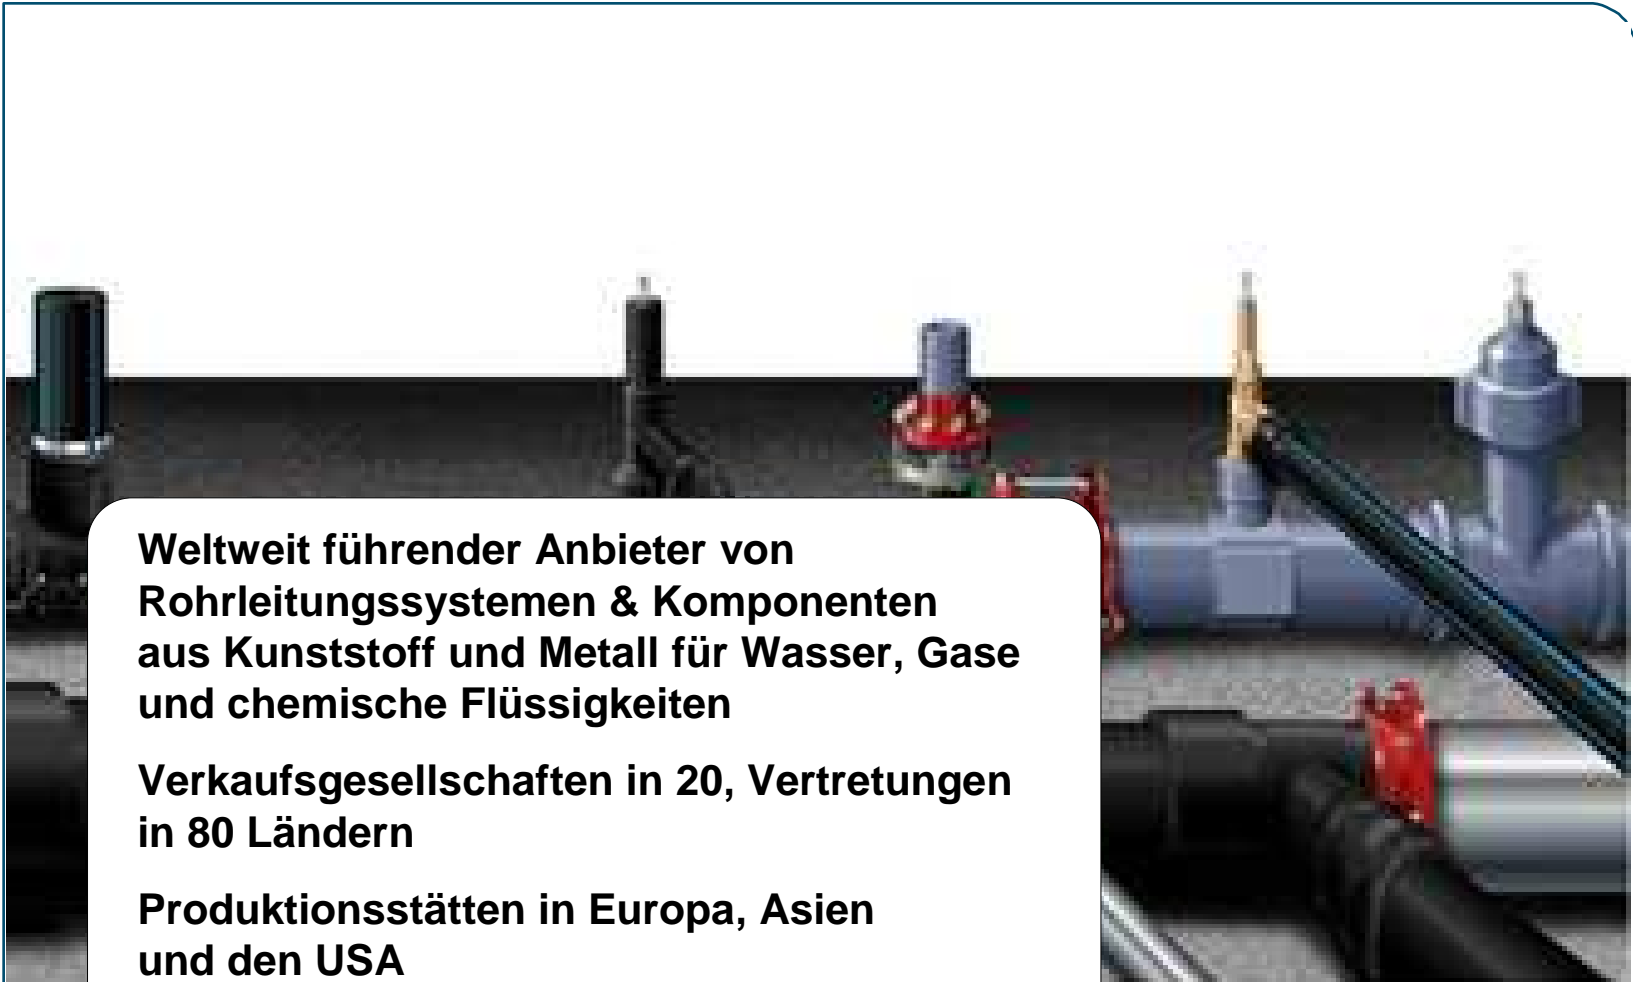 Weltweit führender Anbieter von
Rohrleitungssystemen & Komponenten
aus Kunststoff und Metall für Wasser, Gase
und chemische Flüssigkeiten
Verkaufsgesellschaften in 20, Vertretungen
in 80 Ländern
Produktionsstätten in Europa, Asien
und den USA